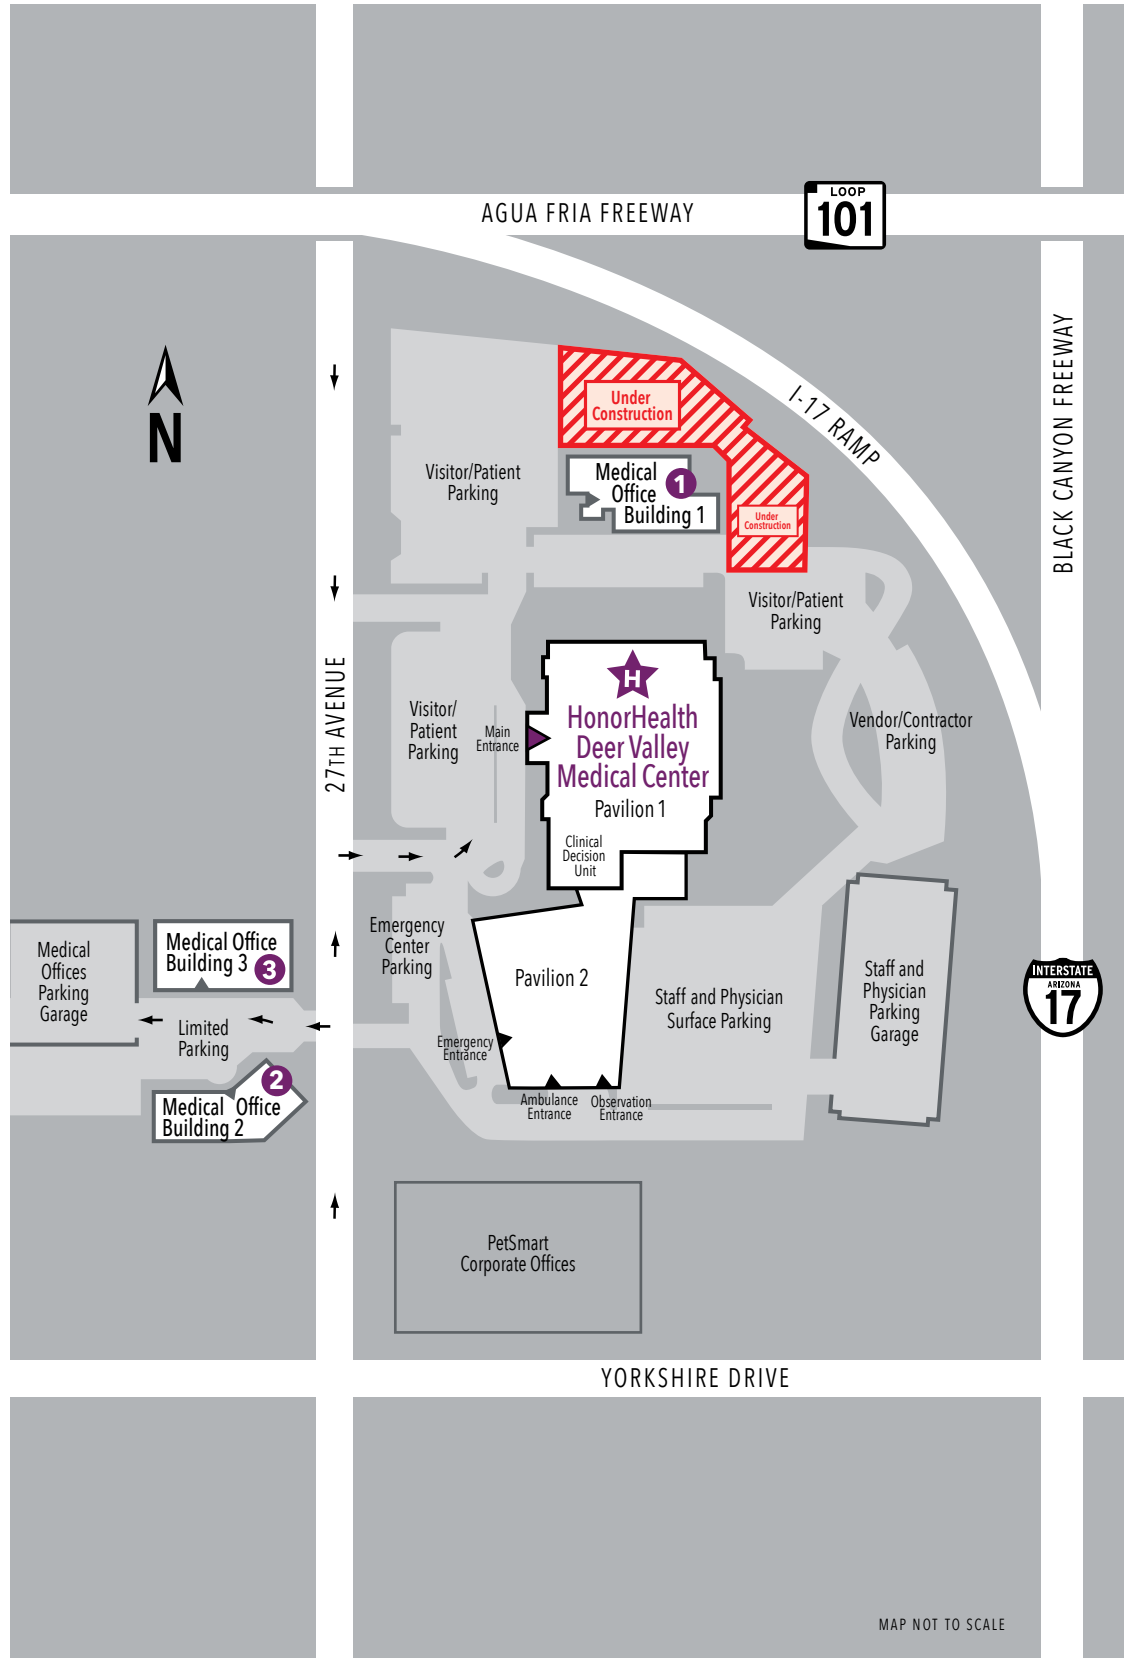 LOOP
101
AGUA FRIA FREEWAY
BLACK CANYON FREEWAY
I-17 RAMP
N
Under
Construction
Visitor/Patient
Parking
Medical
Office
Building 1
1
Under
Construction
Visitor/Patient
Parking
27TH AVENUE
H
HonorHealth
Deer Valley
Medical Center
Pavilion 1
Visitor/
Patient
Parking
Main
Entrance
Vendor/Contractor
Parking
Clinical
Decision
Unit
Emergency
Center
Parking
Medical
Offices
Parking
Garage
Medical Office
Building 3
3
Pavilion 2
Staff and Physician
Surface Parking
Staff and
Physician
Parking
Garage
INTERSTATE
ARIZONA
17
Limited
Parking
Emergency
Entrance
2
Medical Office
Building 2
Ambulance
Entrance
Observation
Entrance
PetSmart
Corporate Offices
YORKSHIRE DRIVE
MAP NOT TO SCALE